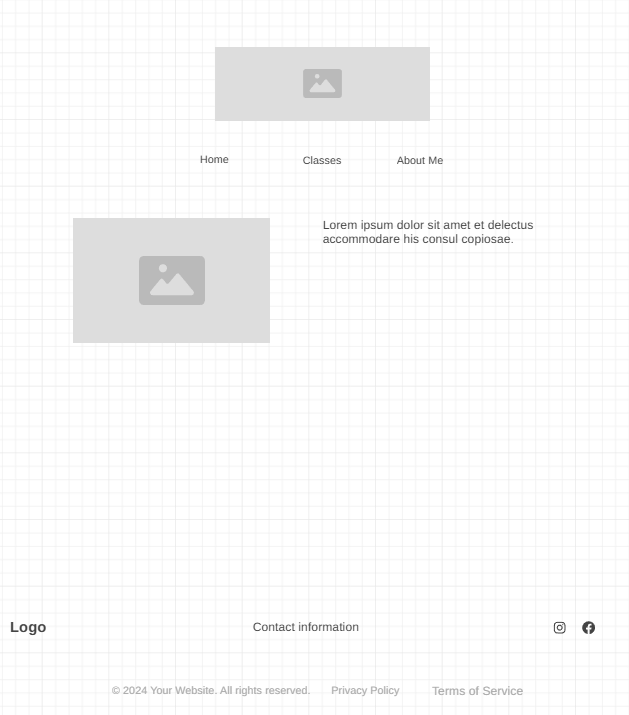 Home
Classes
About Me
Lorem ipsum dolor sit amet et delectus
accommodare his consul copiosae.
Logo
Contact information
© 2024 Your Website. All rights reserved.
Privacy Policy
Terms of Service